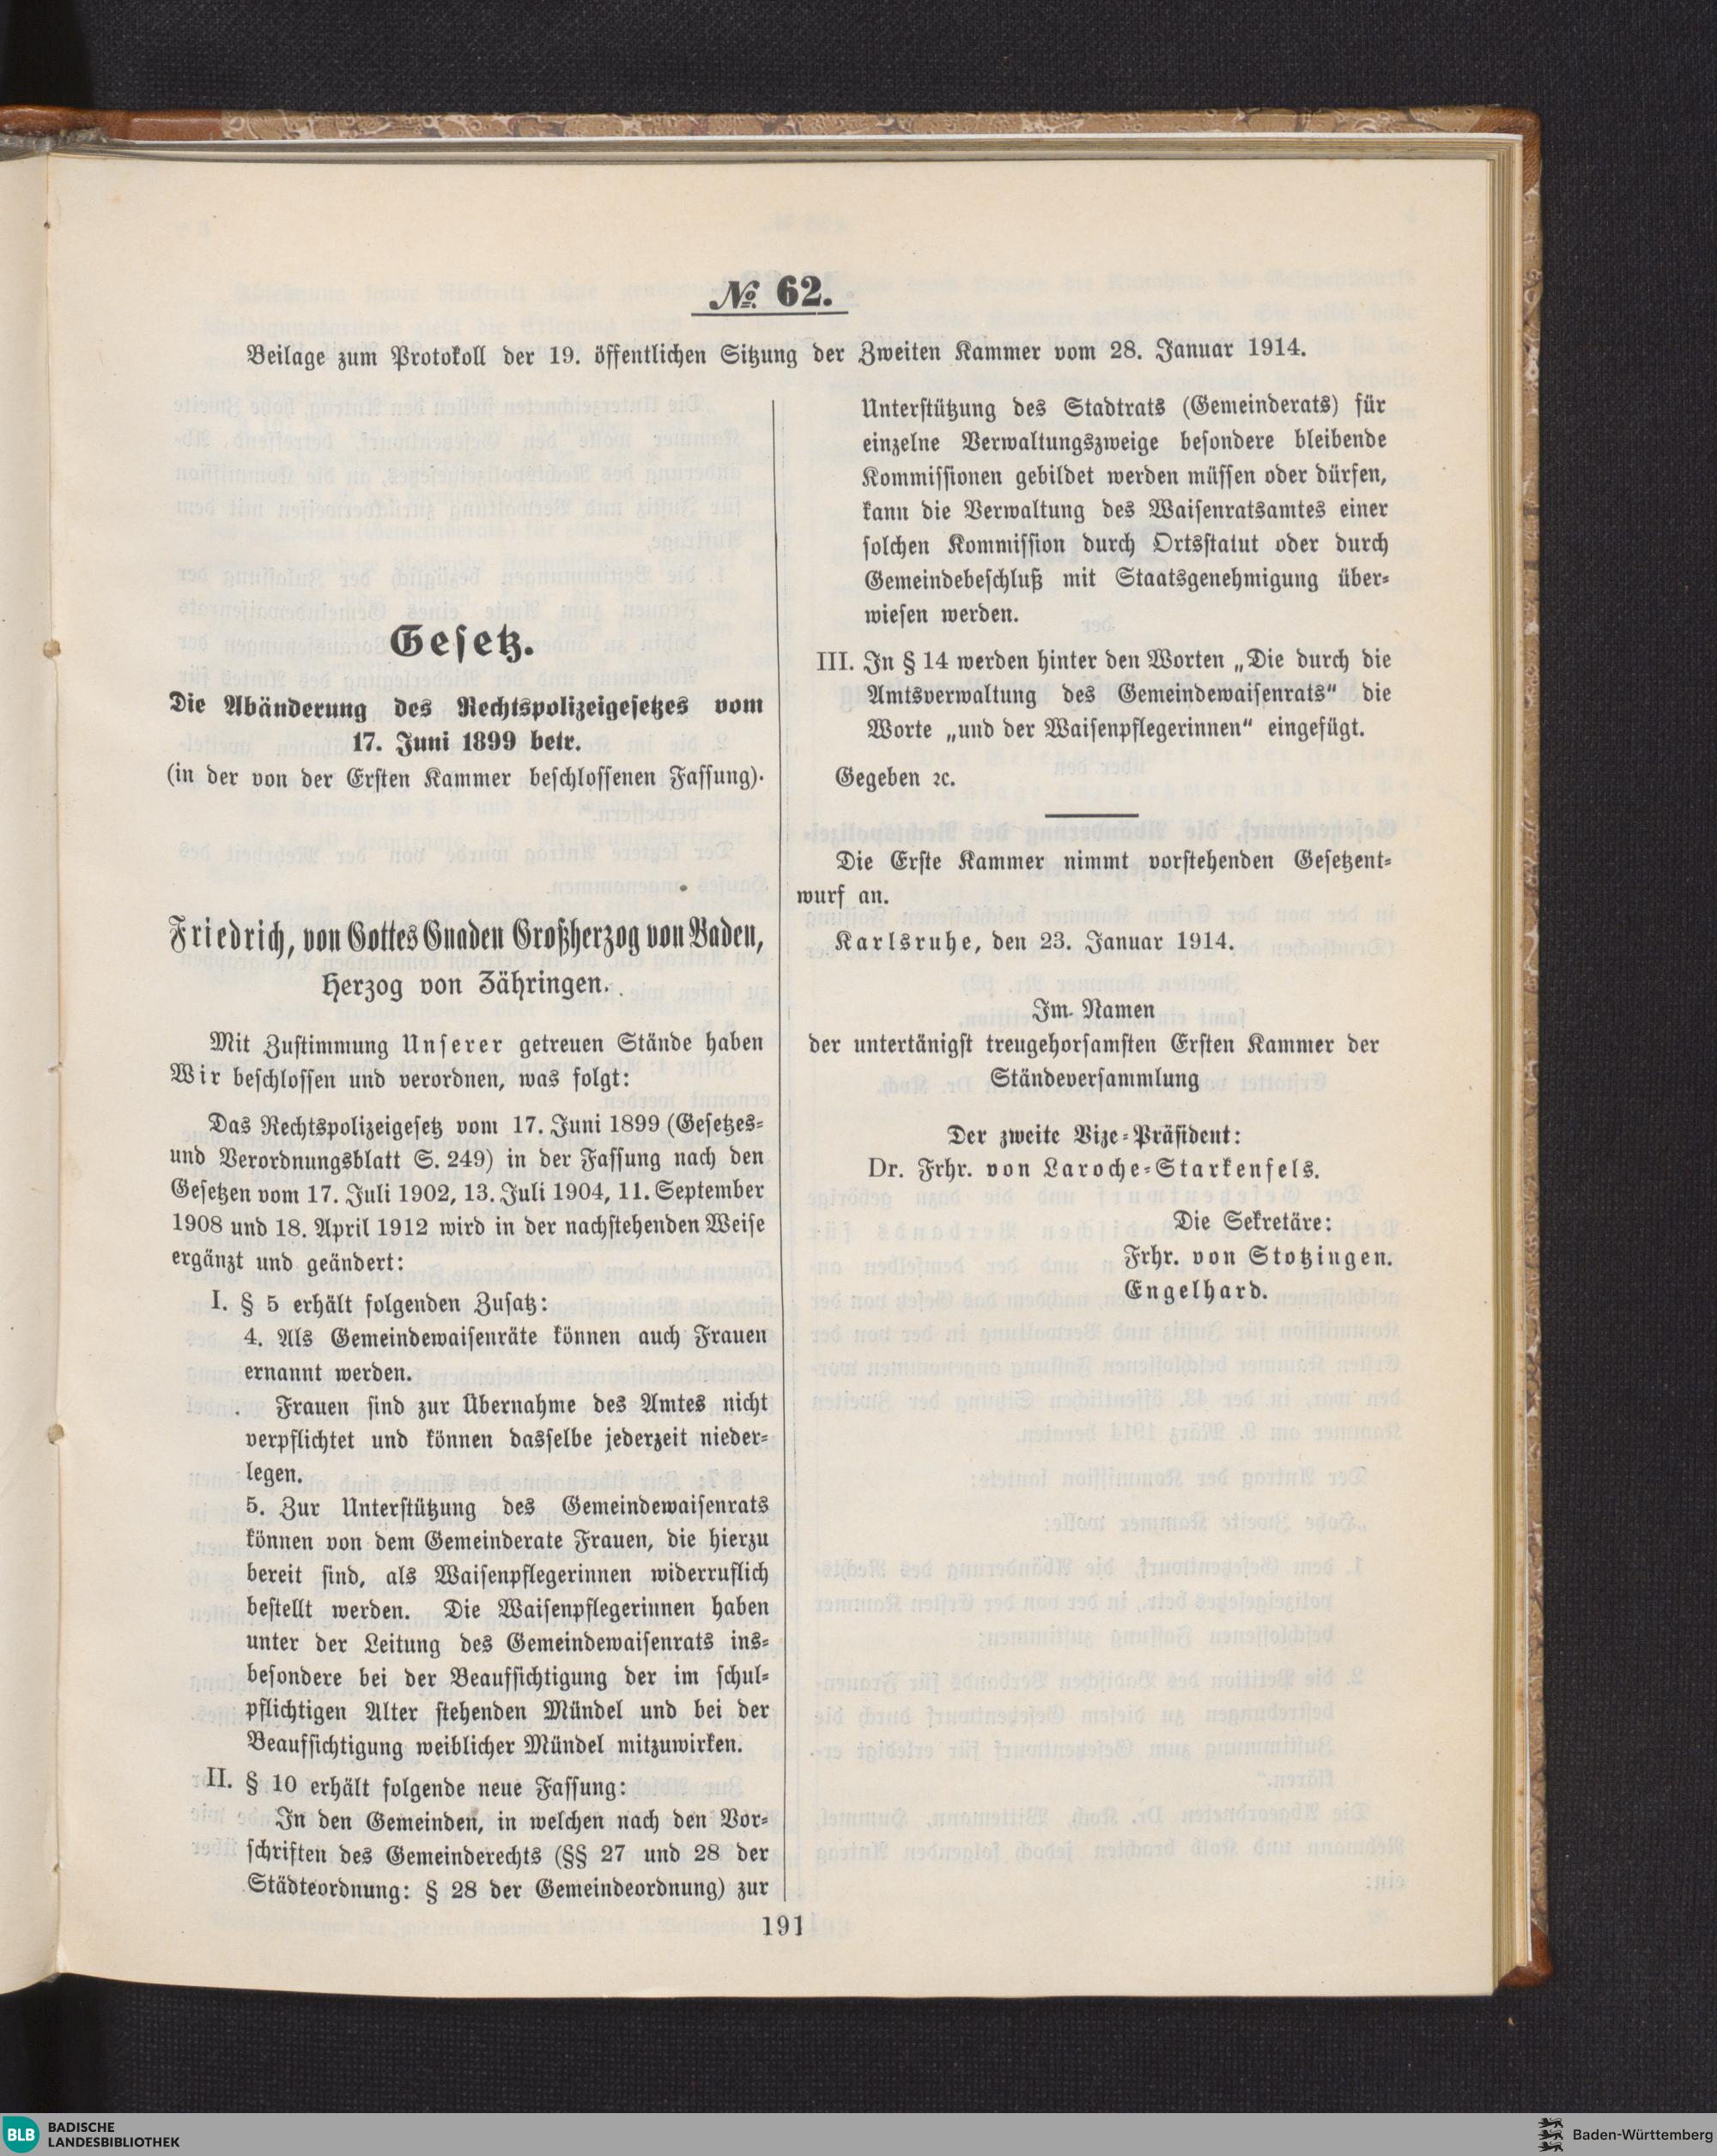 № 62.
Beilage zum Protokoll der 19. öffentlichen Sitzung der Zweiten Kammer vom 28. Januar 1914.
Gesetz.
Die Abänderung des Rechtspolizeigesetzes vom
17. Juni 1899 betr.
(in der von der Ersten Kammer beschlossenen Fassung).
Friedrich, von Gottes Gnaden Großherzog von Baden,
Herzog von Zähringen.
Mit Zustimmung Unserer getreuen Stände haben
Wir beschlossen und verordnen, was folgt:
Das Rechtspolizeigesetz vom 17. Juni 1899 (Gesetzes-
und Verordnungsblatt S. 249) in der Fassung nach den
Gesetzen vom 17. Juli 1902, 13. Juli 1904, 11. September
1908 und 18. April 1912 wird in der nachstehenden Weise
ergänzt und geändert:
I. § 5 erhält folgenden Zusatz:
4. Als Gemeindewaisenräte können auch Frauen
ernannt werden.
Frauen sind zur Übernahme des Amtes nicht
verpflichtet und können dasselbe jederzeit nieder-
legen.
5. Zur Unterstützung des Gemeindewaisenrats
können von dem Gemeinderate Frauen, die hierzu
bereit sind, als Waisenpflegerinnen widerruflich
bestellt werden. Die Waisenpflegerinnen haben
unter der Leitung des Gemeindewaisenrats ins-
besondere bei der Beaufsichtigung der im schul-
pflichtigen Alter stehenden Mündel und bei der
Beaufsichtigung weiblicher Mündel mitzuwirken.
II. § 10 erhält folgende neue Fassung:
In den Gemeinden, in welchen nach den Vor-
schriften des Gemeinderechts (§§ 27 und 28 der
Städteordnung: § 28 der Gemeindeordnung) zur
Unterstützung des Stadtrats (Gemeinderats) für
einzelne Verwaltungszweige besondere bleibende
Kommissionen gebildet werden müssen oder dürfen,
kann die Verwaltung des Waisenratsamtes einer
solchen Kommission durch Ortsstatut oder durch
Gemeindebeschluß mit Staatsgenehmigung über-
wiesen werden.
III. In § 14 werden hinter den Worten „Die durch die
Amtsverwaltung des Gemeindewaisenrats“ die
Worte „und der Waisenpflegerinnen“ eingefügt.
Gegeben ꝛc.
Die Erste Kammer nimmt vorstehenden Gesetzent-
wurf an.
Karlsruhe, den 23. Januar 1914.
Im Namen
der untertänigst treugehorsamsten Ersten Kammer der
Ständeversammlung
Der zweite Vize-Präsident:
Dr. Frhr. von Laroche-Starkenfels.
Die Sekretäre:
Frhr. von Stotzingen.
Engelhard.
191
BLB BADISCHE
LANDESBIBLIOTHEK
Baden-Württemberg